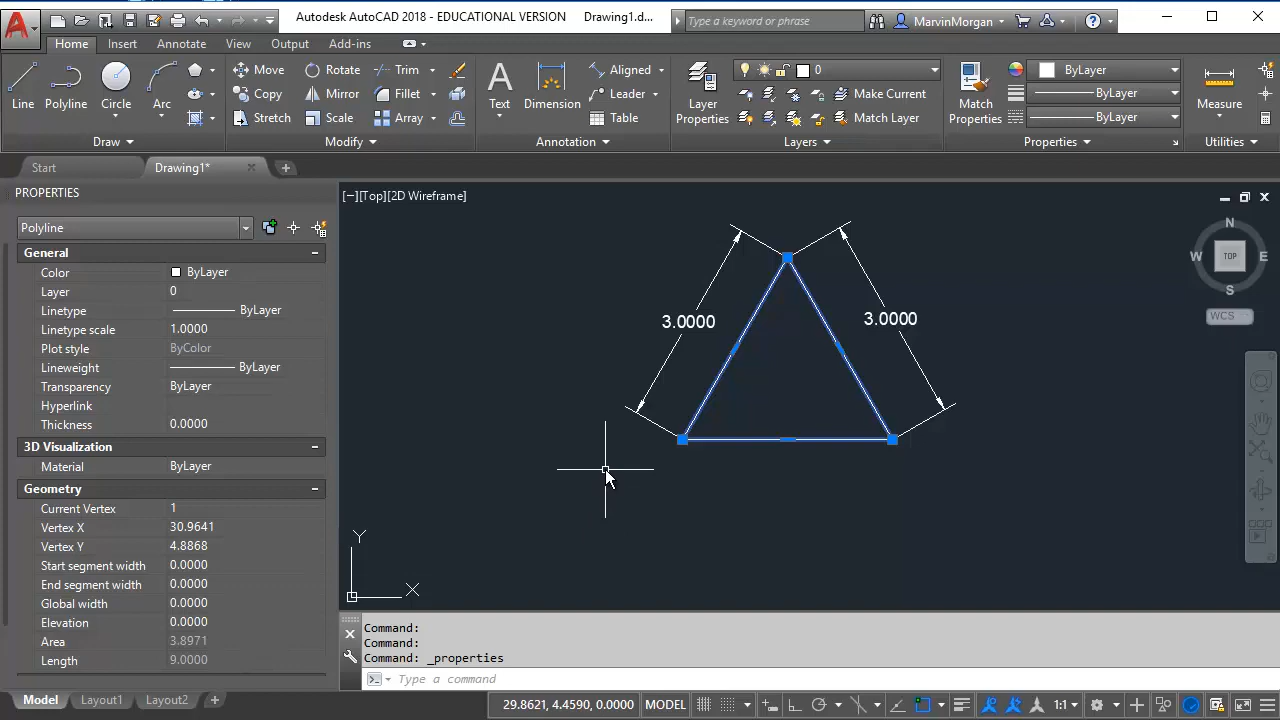 Autodesk AutoCAD 2018 - EDUCATIONAL VERSION Drawing1.d... Type a keyword or phrase MarvinMorgan
Home Insert Annotate View Output Add-ins
Move Rotate Trim Aligned 0 ByLayer
Copy Mirror Fillet Leader Make Current ByLayer
Stretch Scale Array Table Match Layer ByLayer
Line Polyline Circle Arc Text Dimension Layer Properties Match Properties Measure
Draw Modify Annotation Layers Properties Utilities
Start Drawing1*
PROPERTIES
[−][Top][2D Wireframe]
Polyline
General
Color ByLayer
Layer 0
Linetype ByLayer
Linetype scale 1.0000
Plot style ByColor
Lineweight ByLayer
Transparency ByLayer
Hyperlink
Thickness 0.0000
3D Visualization
Material ByLayer
Geometry
Current Vertex 1
Vertex X 30.9641
Vertex Y 4.8868
Start segment width 0.0000
End segment width 0.0000
Global width 0.0000
Elevation 0.0000
Area 3.8971
Length 9.0000
3.0000 3.0000
N
W TOP E
S
WCS
Y
X
Command:
Command:
Command: _properties
Type a command
Model Layout1 Layout2 29.8621, 4.4590, 0.0000 MODEL 1:1